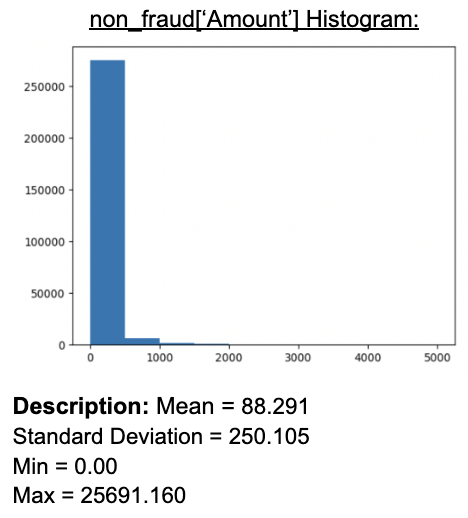 non_fraud[‘Amount’] Histogram:
250000
200000
150000
100000
50000
0
0 1000 2000 3000 4000 5000
Description: Mean = 88.291
Standard Deviation = 250.105
Min = 0.00
Max = 25691.160